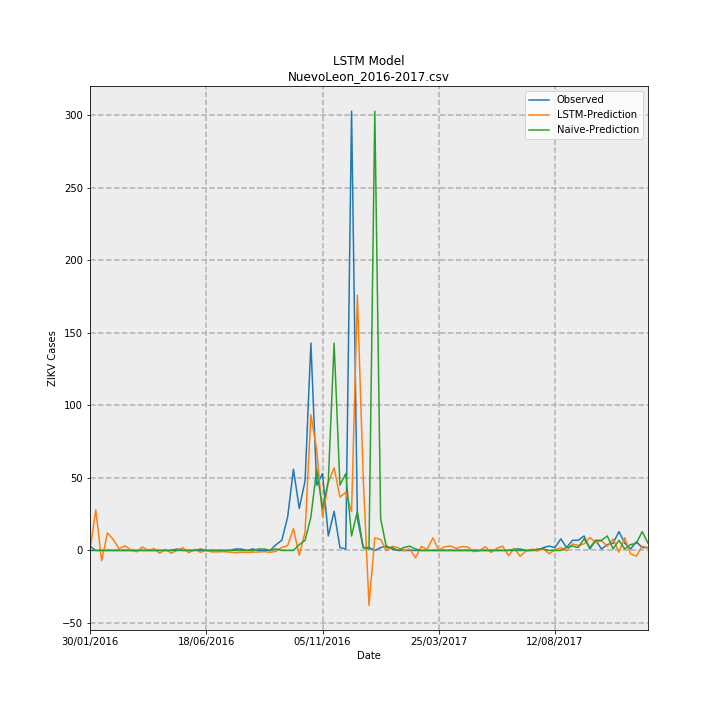 LSTM Model
NuevoLeon_2016-2017.csv
Observed
LSTM-Prediction
Naive-Prediction
300
250
200
150
100
50
0
−50
ZIKV Cases
30/01/2016
18/06/2016
05/11/2016
25/03/2017
12/08/2017
Date